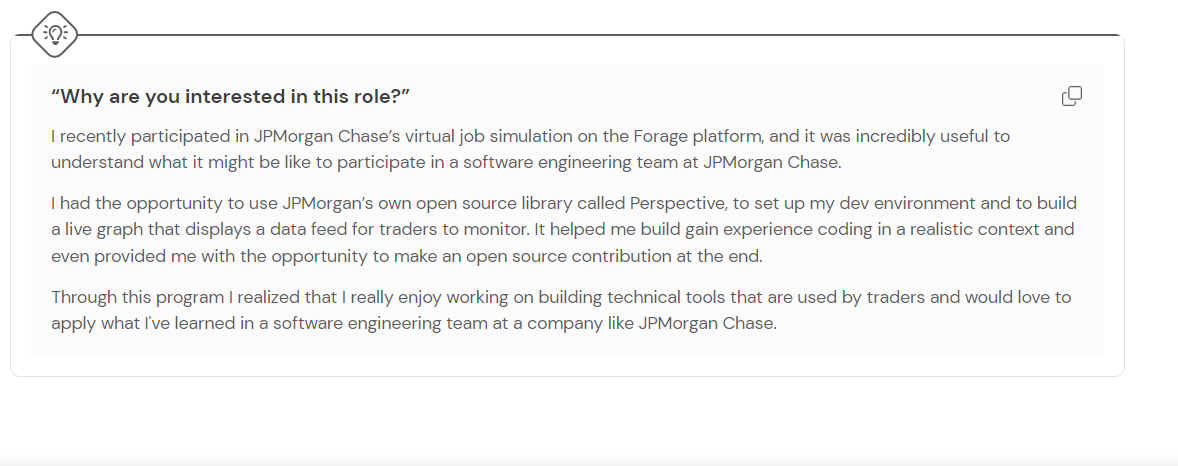 “Why are you interested in this role?”
I recently participated in JPMorgan Chase’s virtual job simulation on the Forage platform, and it was incredibly useful to
understand what it might be like to participate in a software engineering team at JPMorgan Chase.
I had the opportunity to use JPMorgan’s own open source library called Perspective, to set up my dev environment and to build
a live graph that displays a data feed for traders to monitor. It helped me build gain experience coding in a realistic context and
even provided me with the opportunity to make an open source contribution at the end.
Through this program I realized that I really enjoy working on building technical tools that are used by traders and would love to
apply what I've learned in a software engineering team at a company like JPMorgan Chase.